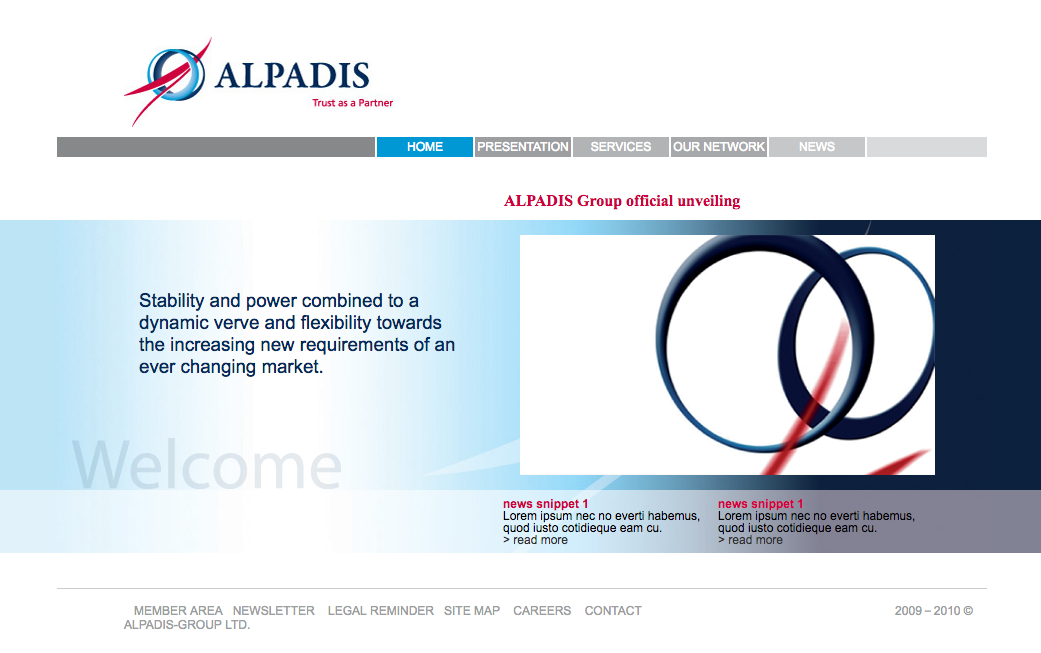 ALPADIS
Trust as a Partner
HOME PRESENTATION SERVICES OUR NETWORK NEWS
ALPADIS Group official unveiling
Stability and power combined to a
dynamic verve and flexibility towards
the increasing new requirements of an
ever changing market.
Welcome
news snippet 1
Lorem ipsum nec no everti habemus,
quod iusto cotidieque eam cu.
> read more
news snippet 1
Lorem ipsum nec no everti habemus,
quod iusto cotidieque eam cu.
> read more
MEMBER AREA NEWSLETTER LEGAL REMINDER SITE MAP CAREERS CONTACT 2009 – 2010 ©
ALPADIS-GROUP LTD.